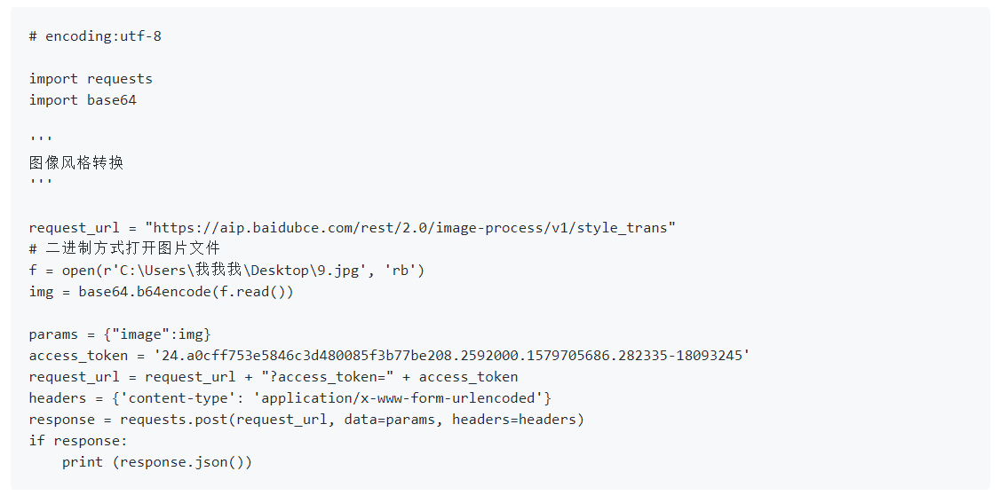 # encoding:utf-8
import requests
import base64
'''
图像风格转换
'''
request_url = "https://aip.baidubce.com/rest/2.0/image-process/v1/style_trans"
# 二进制方式打开图片文件
f = open(r'C:\Users\我我我\Desktop\9.jpg', 'rb')
img = base64.b64encode(f.read())
params = {"image":img}
access_token = '24.a0cff753e5846c3d480085f3b77be208.2592000.1579705686.282335-18093245'
request_url = request_url + "?access_token=" + access_token
headers = {'content-type': 'application/x-www-form-urlencoded'}
response = requests.post(request_url, data=params, headers=headers)
if response:
    print (response.json())